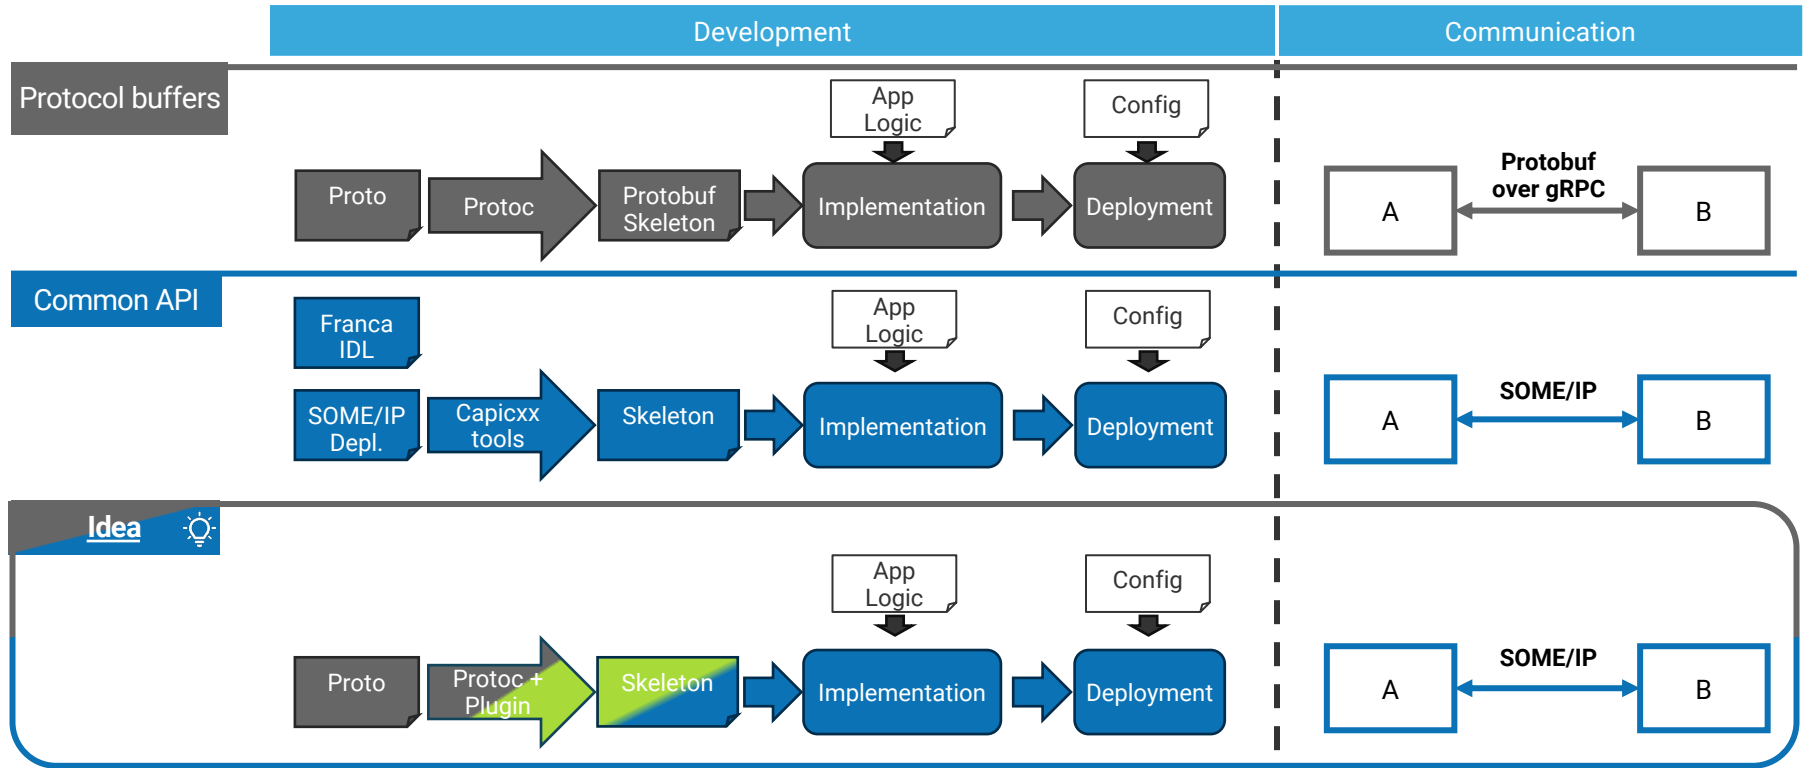 Development
Communication
Protocol buffers
App
Logic
Config
Proto
Protoc
Protobuf
Skeleton
Implementation
Deployment
A
Protobuf
over gRPC
B
Common API
Franca
IDL
App
Logic
Config
SOME/IP
Depl.
Capicxx
tools
Skeleton
Implementation
Deployment
A
SOME/IP
B
Idea
App
Logic
Config
Proto
Protoc +
Plugin
Skeleton
Implementation
Deployment
A
SOME/IP
B